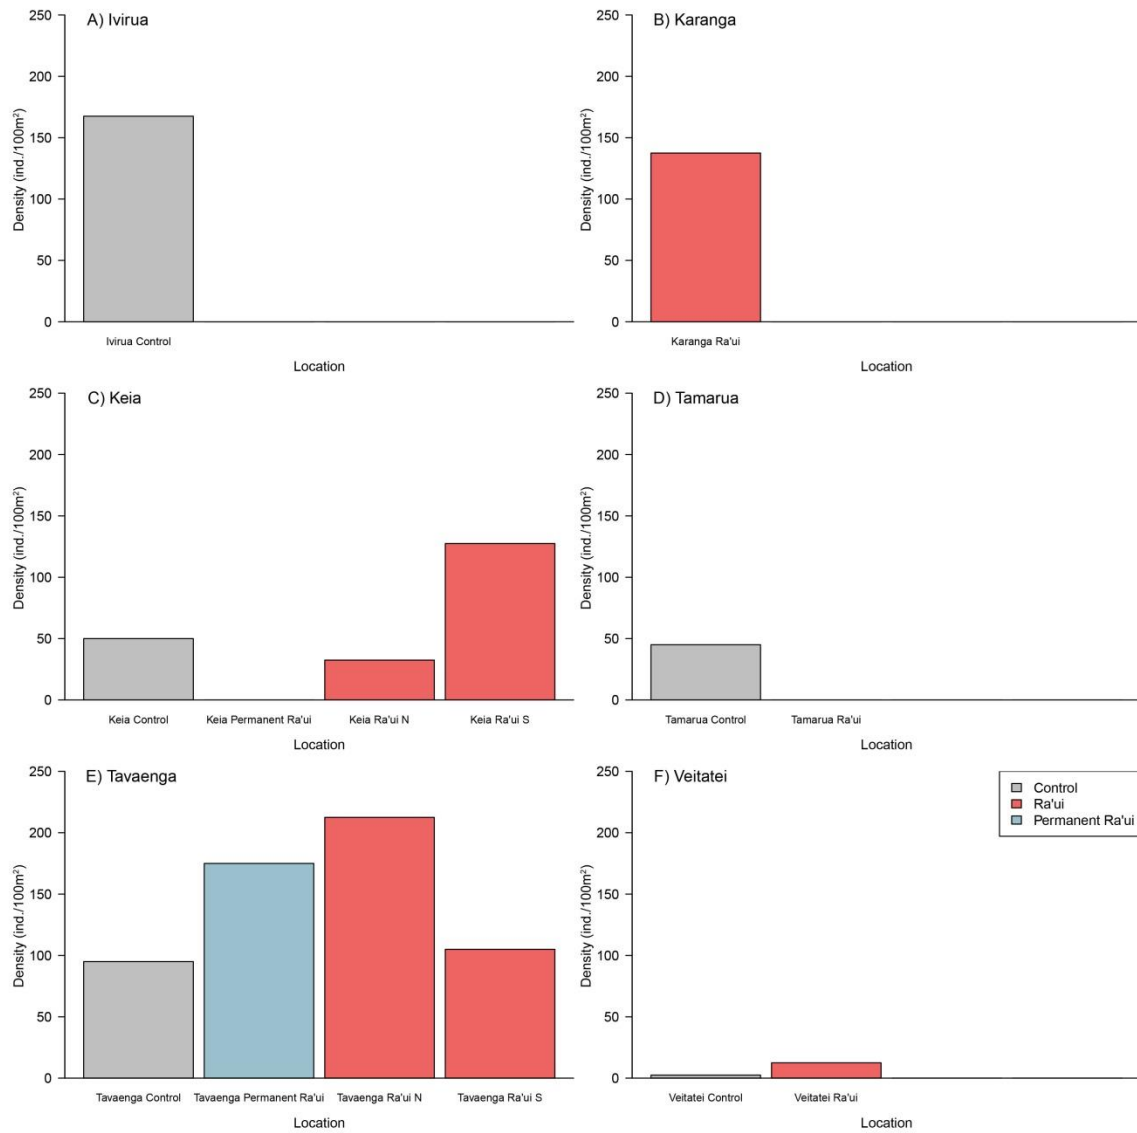 A) Ivirua
250
200
150
100
50
0
Density (ind./100m²)
Ivirua Control
Location
B) Karanga
250
200
150
100
50
0
Density (ind./100m²)
Karanga Ra'ui
Location
C) Keia
250
200
150
100
50
0
Density (ind./100m²)
Keia Control Keia Permanent Ra'ui Keia Ra'ui N Keia Ra'ui S
Location
D) Tamarua
250
200
150
100
50
0
Density (ind./100m²)
Tamarua Control Tamarua Ra'ui
Location
E) Tavaenga
250
200
150
100
50
0
Density (ind./100m²)
Tavaenga Control Tavaenga Permanent Ra'ui Tavaenga Ra'ui N Tavaenga Ra'ui S
Location
F) Veitatei
250
200
150
100
50
0
Density (ind./100m²)
Control
Ra'ui
Permanent Ra'ui
Veitatei Control Veitatei Ra'ui
Location